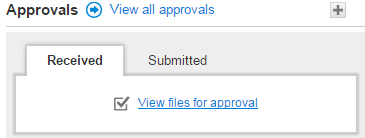 Approvals View all approvals
Received Submitted
View files for approval